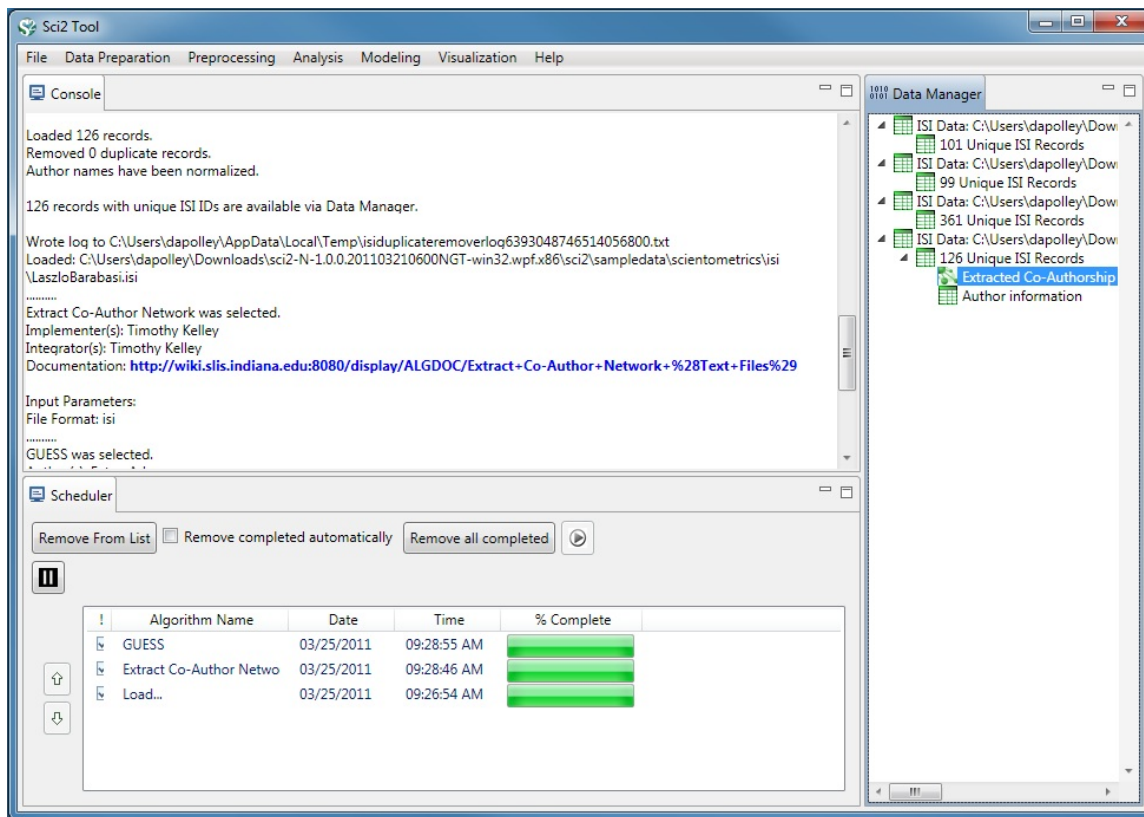 Sci2 Tool
File Data Preparation Preprocessing Analysis Modeling Visualization Help
Console
Loaded 126 records.
Removed 0 duplicate records.
Author names have been normalized.
126 records with unique ISI IDs are available via Data Manager.
Wrote log to C:\Users\dapolley\AppData\Local\Temp\isiduplicateremoverlog6393048746514056800.txt
Loaded: C:\Users\dapolley\Downloads\sci2-N-1.0.0.201103210600NGT-win32.wpf.x86\sci2\sampledata\scientometrics\isi
\LaszloBarabasi.isi
..........
Extract Co-Author Network was selected.
Implementer(s): Timothy Kelley
Integrator(s): Timothy Kelley
Documentation: http://wiki.slis.indiana.edu:8080/display/ALGDOC/Extract+Co-Author+Network+%28Text+Files%29
Input Parameters:
File Format: isi
..........
GUESS was selected.
Scheduler
Remove From List Remove completed automatically Remove all completed
! Algorithm Name Date Time % Complete
GUESS 03/25/2011 09:28:55 AM
Extract Co-Author Netwo 03/25/2011 09:28:46 AM
Load... 03/25/2011 09:26:54 AM
Data Manager
ISI Data: C:\Users\dapolley\Dow
101 Unique ISI Records
ISI Data: C:\Users\dapolley\Dow
99 Unique ISI Records
ISI Data: C:\Users\dapolley\Dow
361 Unique ISI Records
ISI Data: C:\Users\dapolley\Dow
126 Unique ISI Records
Extracted Co-Authorship
Author information